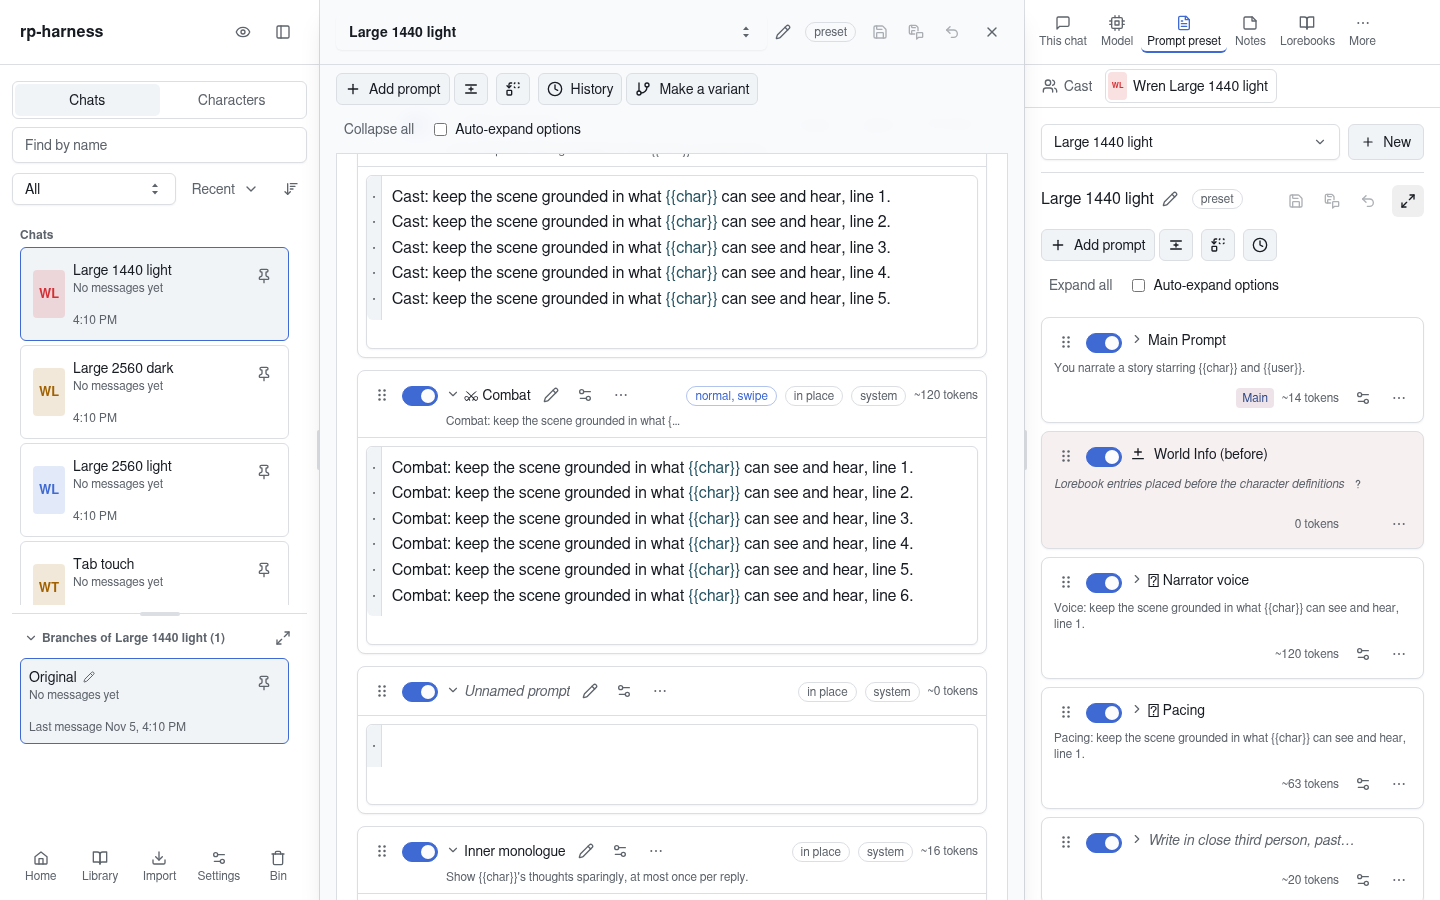 rp-harness
Chats
Characters
Find by name
All
Recent
Chats
WL
Large 1440 light
No messages yet
4:10 PM
WL
Large 2560 dark
No messages yet
4:10 PM
WL
Large 2560 light
No messages yet
4:10 PM
WT
Tab touch
No messages yet
Branches of Large 1440 light (1)
Original
No messages yet
Last message Nov 5, 4:10 PM
Home
Library
Import
Settings
Bin
Large 1440 light
preset
Add prompt
History
Make a variant
Collapse all
Auto-expand options
Cast: keep the scene grounded in what {{char}} can see and hear, line 1.
Cast: keep the scene grounded in what {{char}} can see and hear, line 2.
Cast: keep the scene grounded in what {{char}} can see and hear, line 3.
Cast: keep the scene grounded in what {{char}} can see and hear, line 4.
Cast: keep the scene grounded in what {{char}} can see and hear, line 5.
⚔ Combat
normal, swipe
in place
system
~120 tokens
Combat: keep the scene grounded in what {…
Combat: keep the scene grounded in what {{char}} can see and hear, line 1.
Combat: keep the scene grounded in what {{char}} can see and hear, line 2.
Combat: keep the scene grounded in what {{char}} can see and hear, line 3.
Combat: keep the scene grounded in what {{char}} can see and hear, line 4.
Combat: keep the scene grounded in what {{char}} can see and hear, line 5.
Combat: keep the scene grounded in what {{char}} can see and hear, line 6.
Unnamed prompt
in place
system
~0 tokens
Inner monologue
in place
system
~16 tokens
Show {{char}}'s thoughts sparingly, at most once per reply.
This chat
Model
Prompt preset
Notes
Lorebooks
More
Cast
WL
Wren Large 1440 light
Large 1440 light
New
Large 1440 light
preset
Add prompt
Expand all
Auto-expand options
Main Prompt
You narrate a story starring {{char}} and {{user}}.
Main
~14 tokens
World Info (before)
Lorebook entries placed before the character definitions ?
0 tokens
Narrator voice
Voice: keep the scene grounded in what {{char}} can see and hear,
line 1.
~120 tokens
Pacing
Pacing: keep the scene grounded in what {{char}} can see and hear,
line 1.
~63 tokens
Write in close third person, past…
~20 tokens